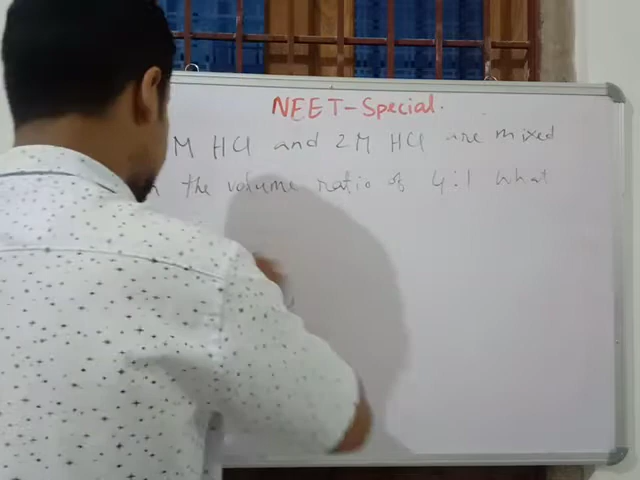 NEET-Special.
M HCl and 2M HCl are mixed
the volume ratio of 4:1 what